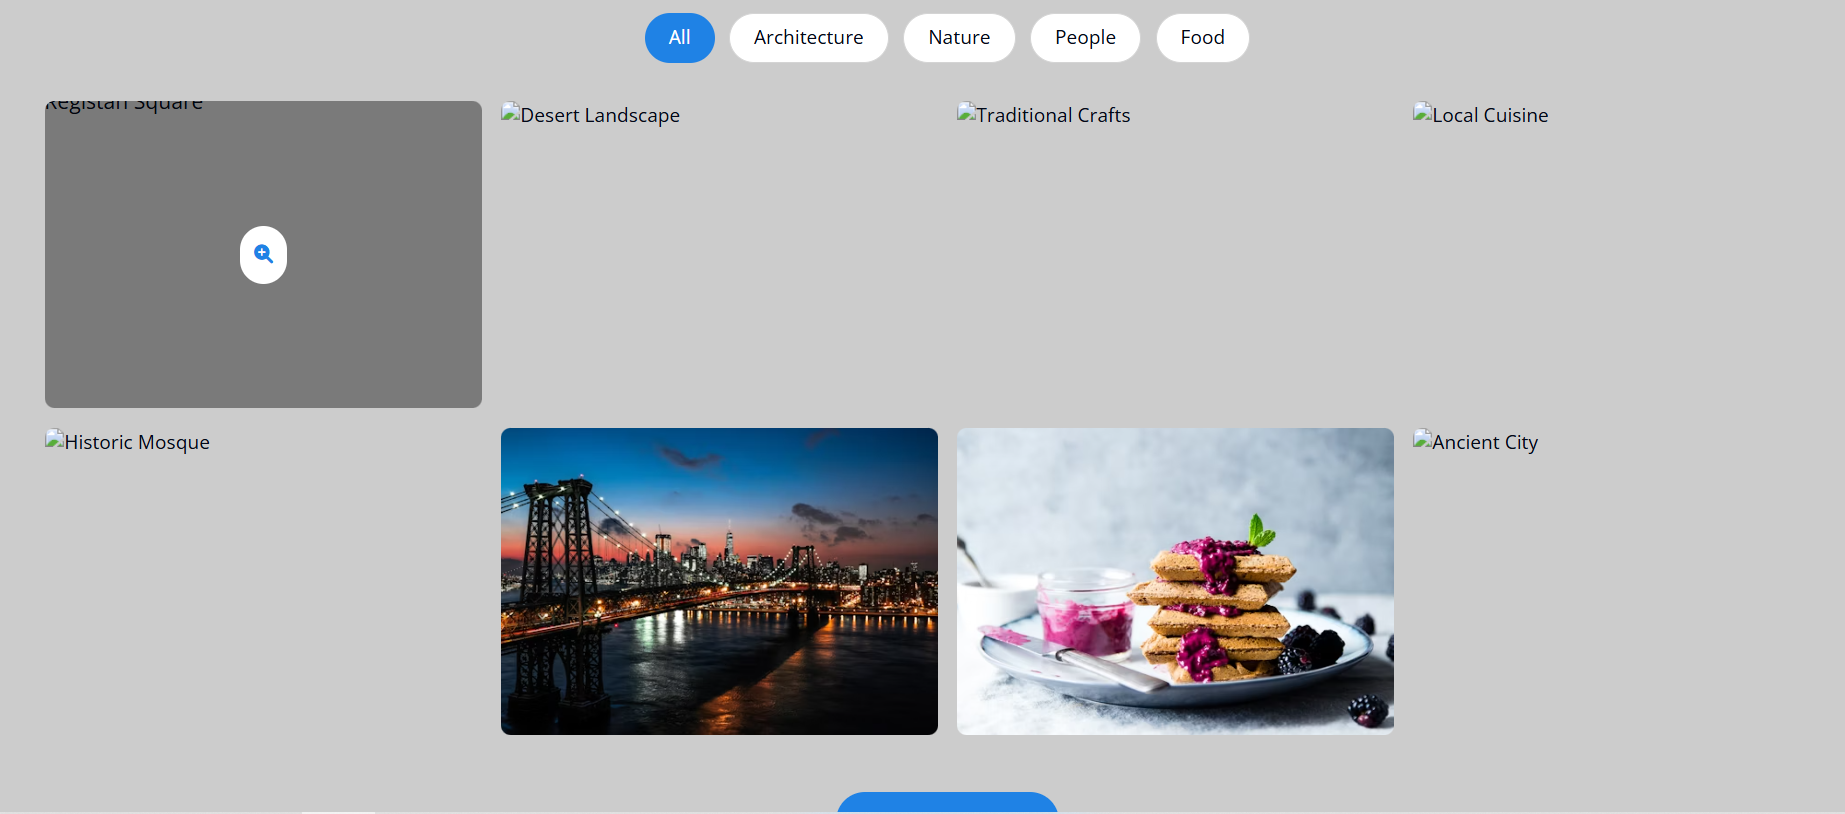 All
Architecture
Nature
People
Food
Registan Square
Desert Landscape
Traditional Crafts
Local Cuisine
Historic Mosque
Ancient City